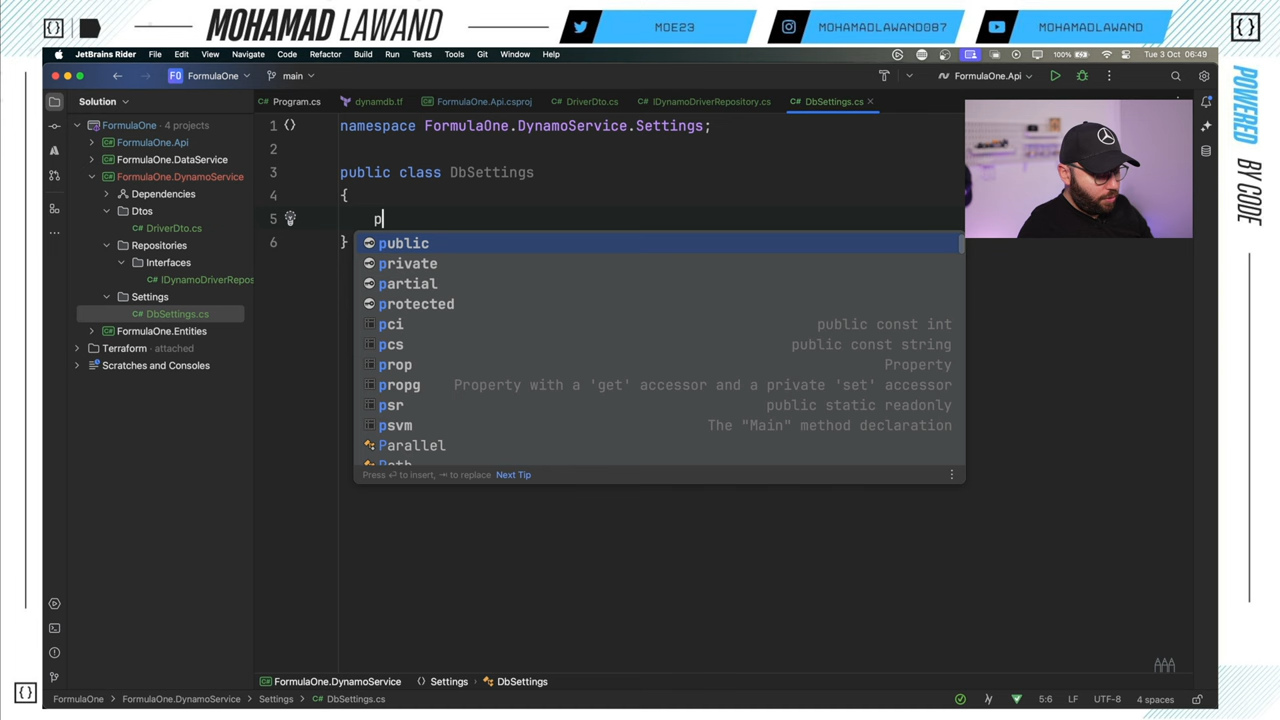 MOHAMAD LAWAND
MOE23
MOHAMADLAWAND087
MOHAMADLAWAND
POWERED BY CODE
JetBrains Rider File Edit View Navigate Code Refactor Build Run Tests Tools Git Window Help
100% Tue 3 Oct 06:49
FO FormulaOne main FormulaOne.Api
Solution
Program.cs dynamdb.tf FormulaOne.Api.csproj DriverDto.cs IDynamoDriverRepository.cs DbSettings.cs
FormulaOne 4 projects
FormulaOne.Api
FormulaOne.DataService
FormulaOne.DynamoService
Dependencies
Dtos
C# DriverDto.cs
Repositories
Interfaces
C# IDynamoDriverRepos
Settings
C# DbSettings.cs
FormulaOne.Entities
Terraform attached
Scratches and Consoles
1 namespace FormulaOne.DynamoService.Settings;
2
3 public class DbSettings
4 {
5 p
6 }
public
private
partial
protected
pci public const int
pcs public const string
prop Property
propg Property with a 'get' accessor and a private 'set' accessor
psr public static readonly
psvm The "Main" method declaration
Parallel
Path
Press ⏎ to insert, ⇥ to replace Next Tip
FormulaOne.DynamoService Settings DbSettings
FormulaOne FormulaOne.DynamoService Settings C# DbSettings.cs
5:6 LF UTF-8 4 spaces